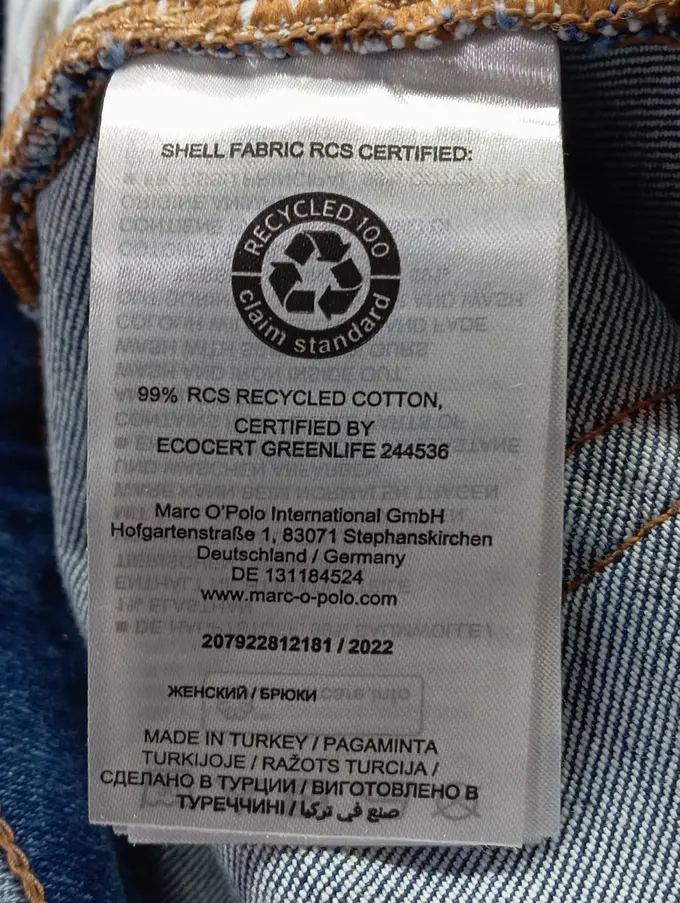 SHELL FABRIC RCS CERTIFIED:
RECYCLED 100
claim standard
99% RCS RECYCLED COTTON,
CERTIFIED BY
ECOCERT GREENLIFE 244536
Marc O'Polo International GmbH
Hofgartenstraße 1, 83071 Stephanskirchen
Deutschland / Germany
DE 131184524
www.marc-o-polo.com
207922812181 / 2022
ЖЕНСКИЙ / БРЮКИ
MADE IN TURKEY / PAGAMINTA
TURKIJOJE / RAŽOTS TURCIJA /
СДЕЛАНО В ТУРЦИИ / ВИГОТОВЛЕНО В
ТУРЕЧЧИНІ / صنع في تركيا